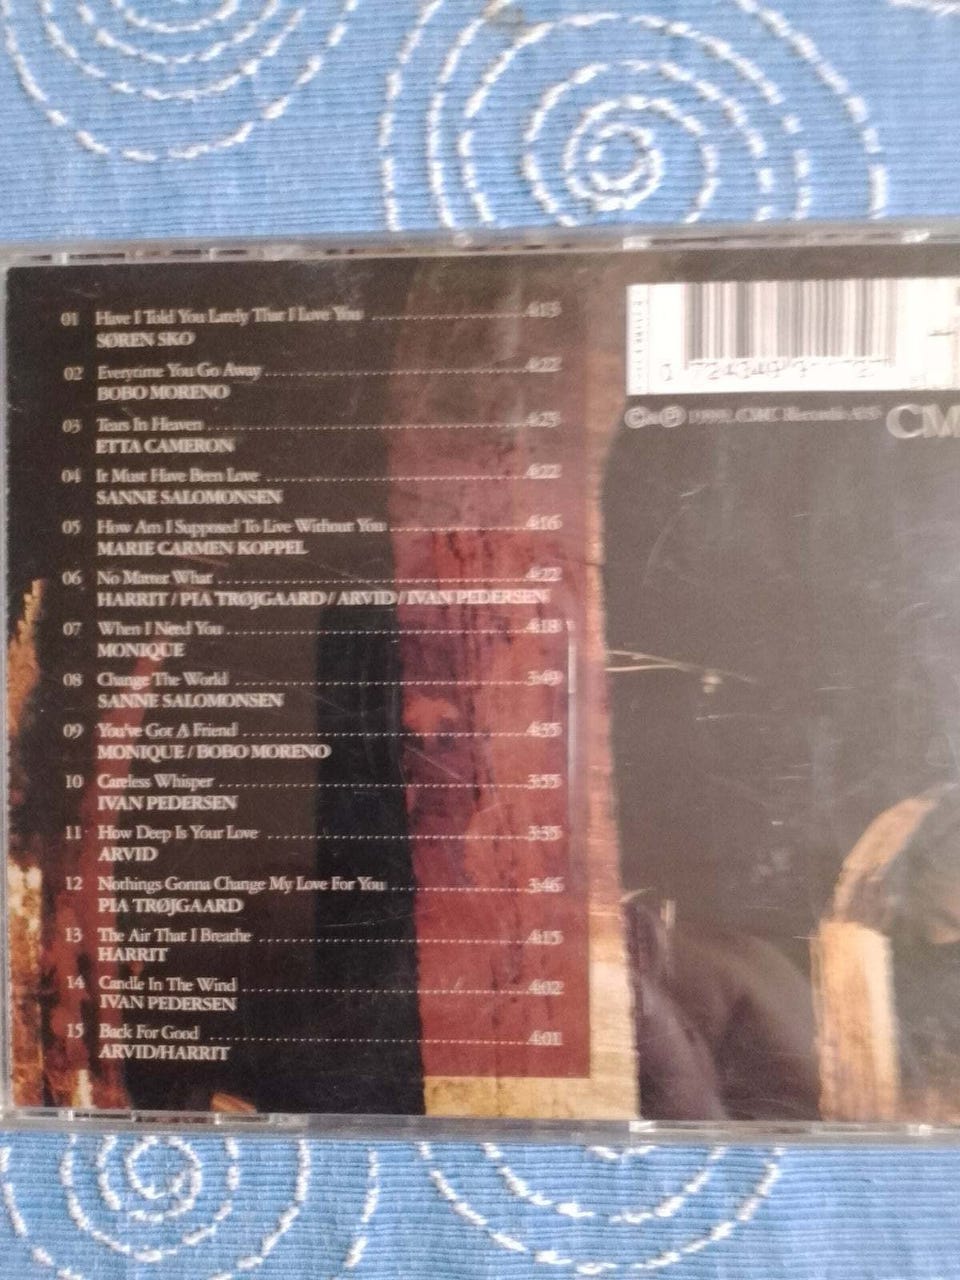 01 Have I Told You Lately That I Love You 4:13
SØREN SKO
02 Everytime You Go Away 4:22
BOBO MORENO
03 Tears In Heaven 4:23
ETTA CAMERON
04 It Must Have Been Love 4:22
SANNE SALOMONSEN
05 How Am I Supposed To Live Without You 4:16
MARIE CARMEN KOPPEL
06 No Matter What 4:22
HARRIT / PIA TRØJGAARD / ARVID / IVAN PEDERSEN
07 When I Need You 4:18
MONIQUE
08 Change The World 3:49
SANNE SALOMONSEN
09 You've Got A Friend 4:35
MONIQUE / BOBO MORENO
10 Careless Whisper 3:55
IVAN PEDERSEN
11 How Deep Is Your Love 3:35
ARVID
12 Nothings Gonna Change My Love For You 3:46
PIA TRØJGAARD
13 The Air That I Breathe 4:15
HARRIT
14 Candle In The Wind 4:02
IVAN PEDERSEN
15 Back For Good 4:01
ARVID/HARRIT
CMC Records A/S
CM